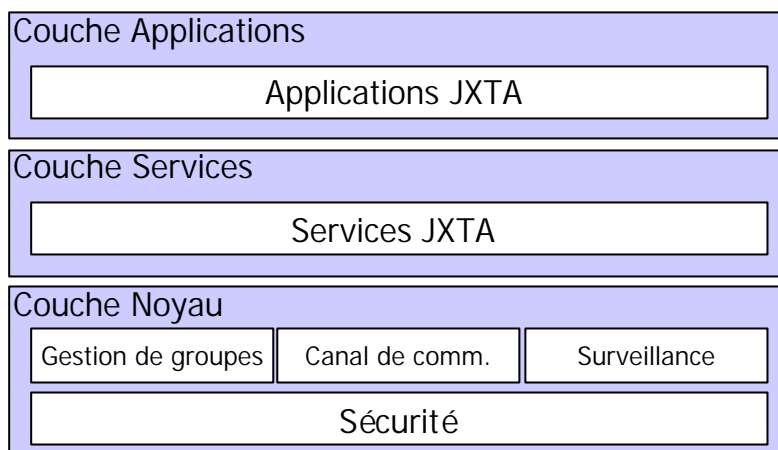 Couche Applications
Applications JXTA
Couche Services
Services JXTA
Couche Noyau
Gestion de groupes
Canal de comm.
Surveillance
Sécurité